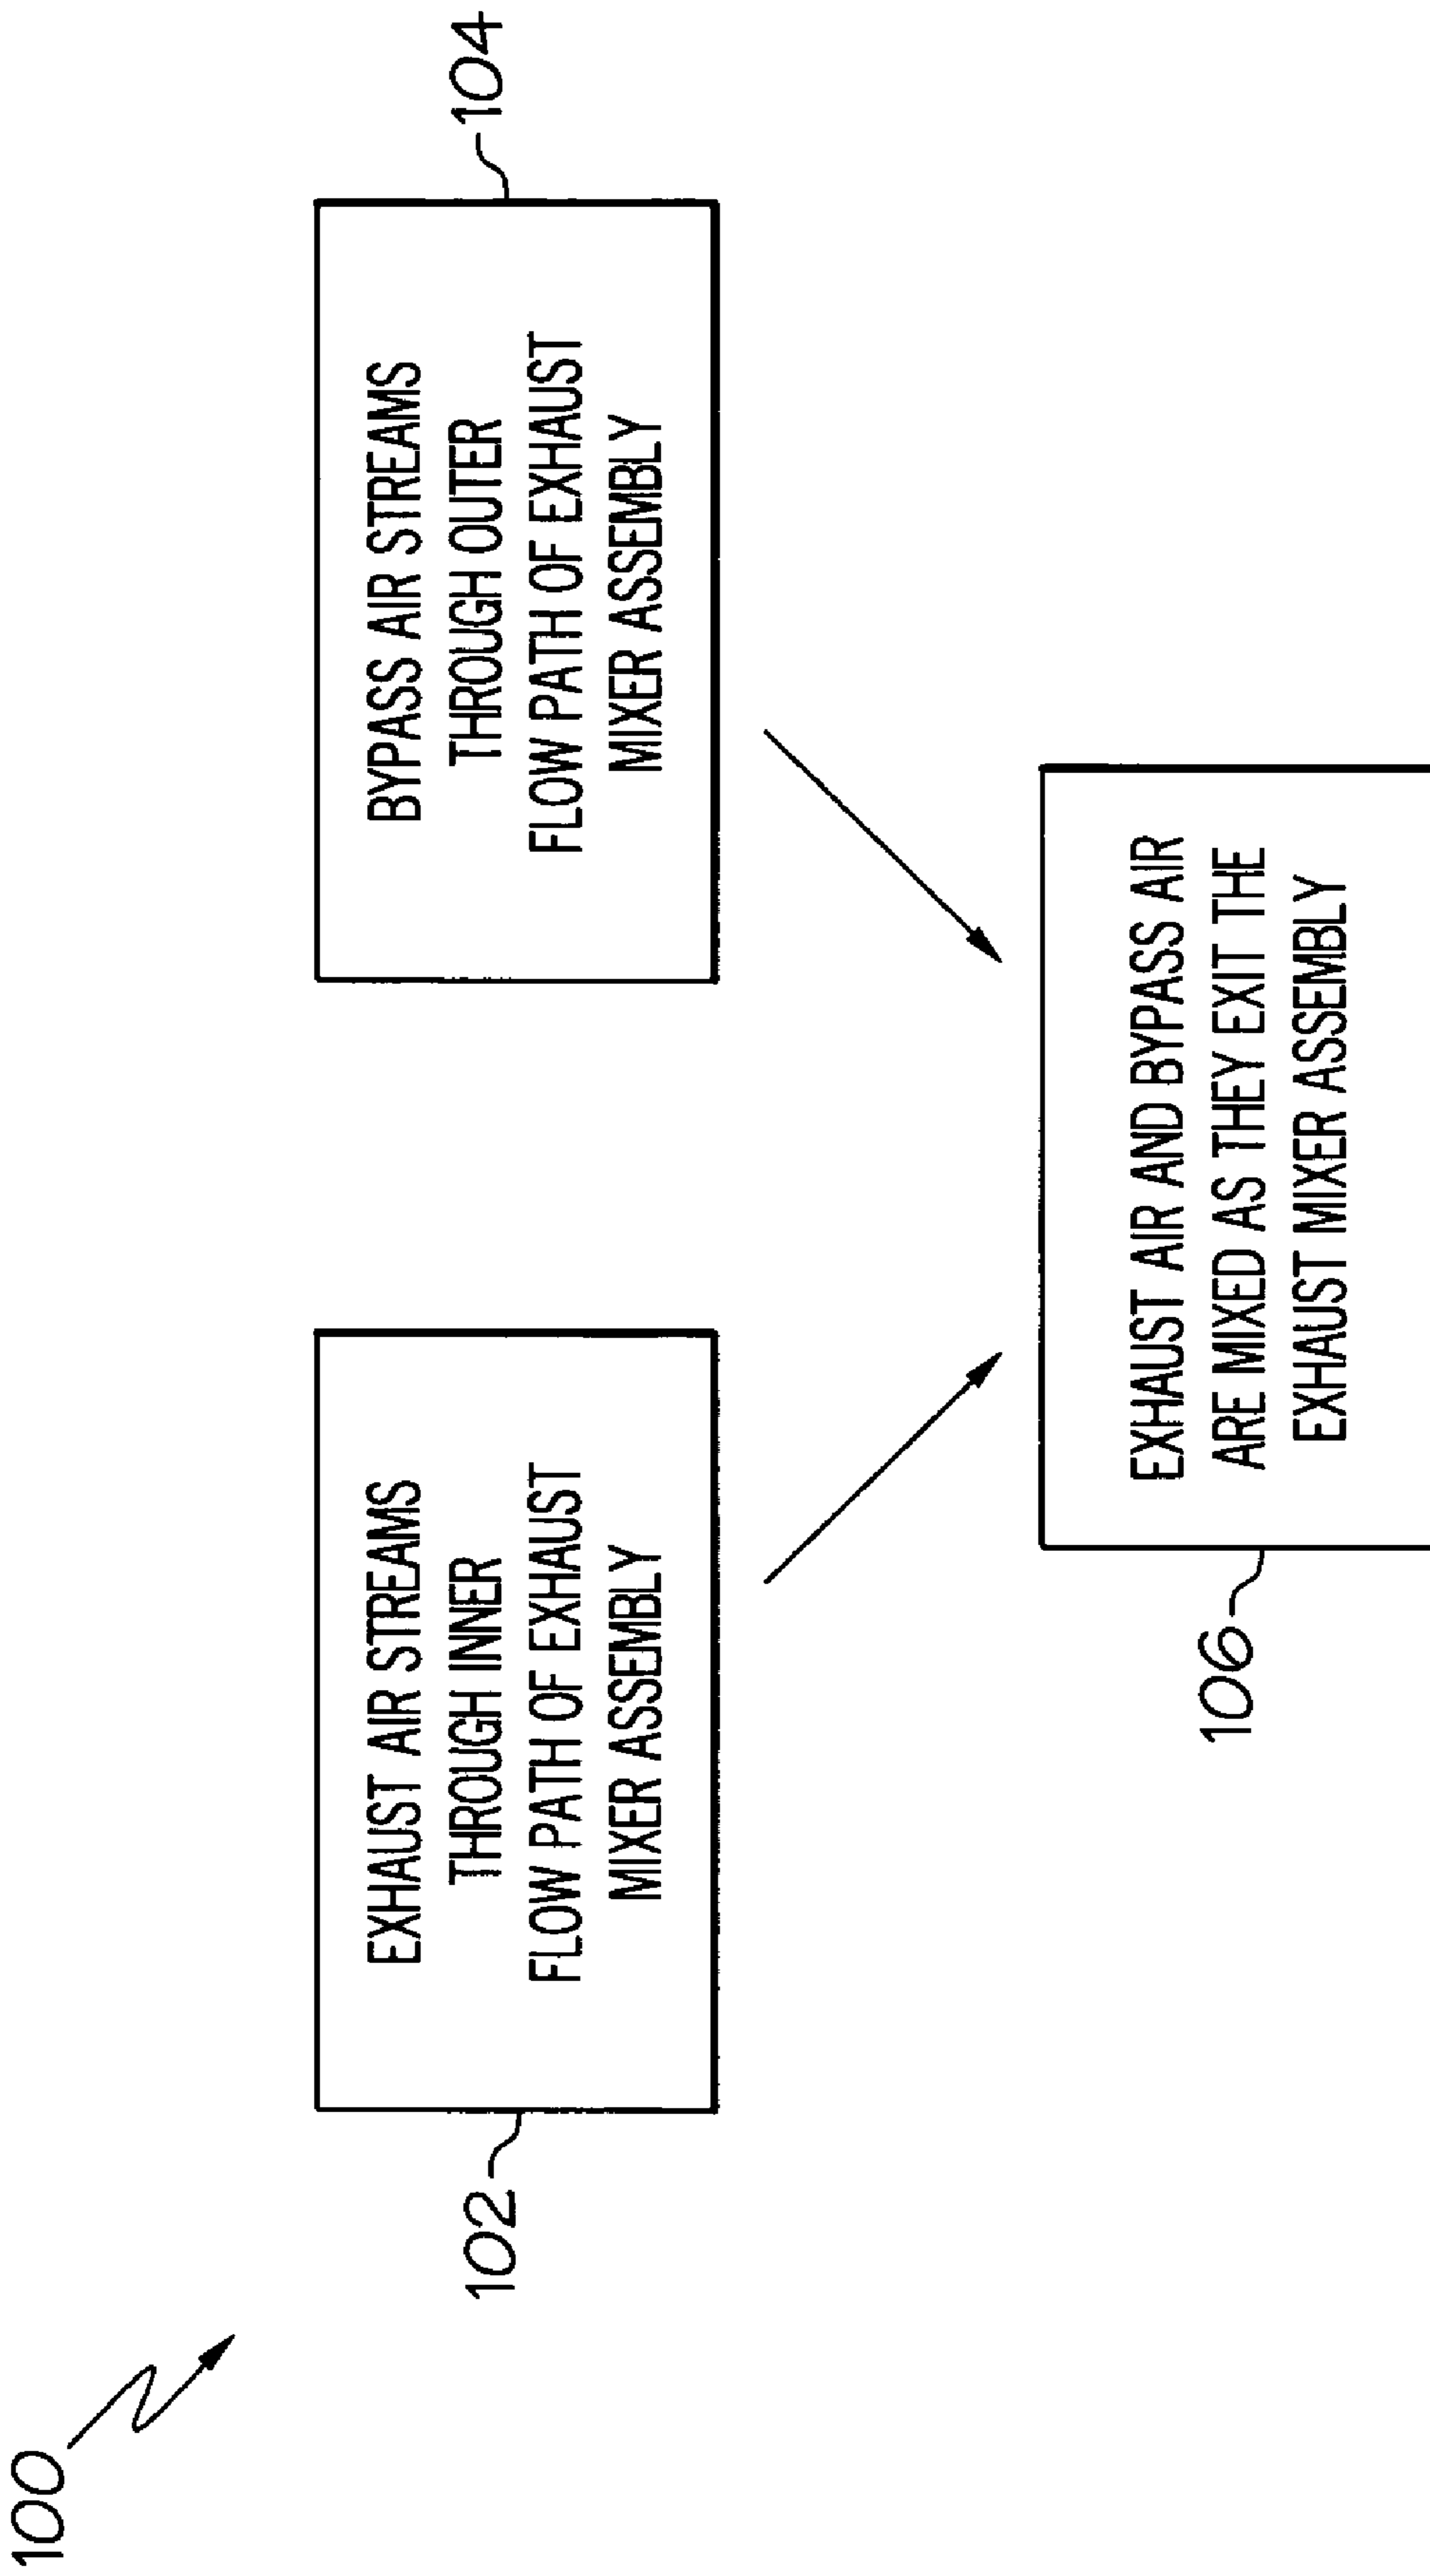 100
102
EXHAUST AIR STREAMS
THROUGH INNER
FLOW PATH OF EXHAUST
MIXER ASSEMBLY
BYPASS AIR STREAMS
THROUGH OUTER
FLOW PATH OF EXHAUST
MIXER ASSEMBLY
104
106
EXHAUST AIR AND BYPASS AIR
ARE MIXED AS THEY EXIT THE
EXHAUST MIXER ASSEMBLY